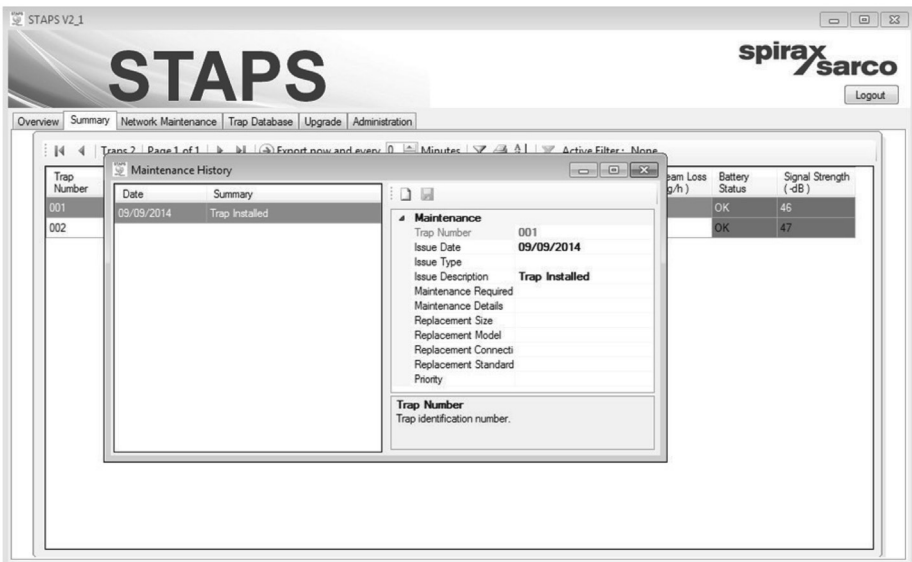 STAPS V2_1
STAPS
spirax
sarco
Logout
Overview Summary Network Maintenance Trap Database Upgrade Administration
Traps 2 Page 1 of 1 Export now and every 0 Minutes Active Filter : None
Maintenance History
Trap
Number
eam Loss
g/h )
Battery
Status
Signal Strength
( -dB )
001 OK 46
002 OK 47
Date Summary
09/09/2014 Trap Installed
Maintenance
Trap Number 001
Issue Date 09/09/2014
Issue Type
Issue Description Trap Installed
Maintenance Required
Maintenance Details
Replacement Size
Replacement Model
Replacement Connecti
Replacement Standard
Priority
Trap Number
Trap identification number.